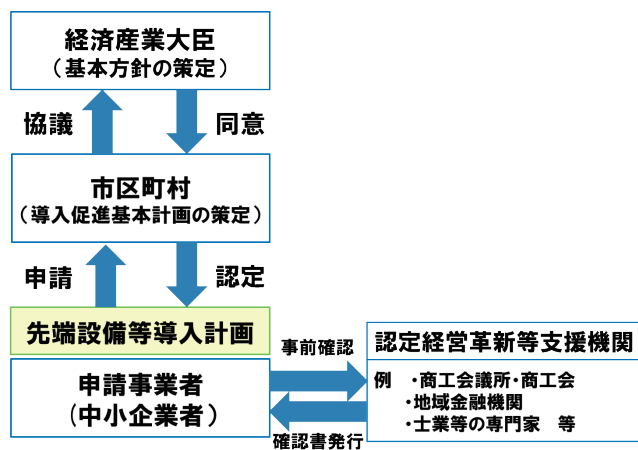 経済産業大臣
（基本方針の策定）
協議
同意
市区町村
（導入促進基本計画の策定）
申請
認定
先端設備等導入計画
申請事業者
（中小企業者）
事前確認
確認書発行
認定経営革新等支援機関
例　・商工会議所・商工会
・地域金融機関
・士業等の専門家　等